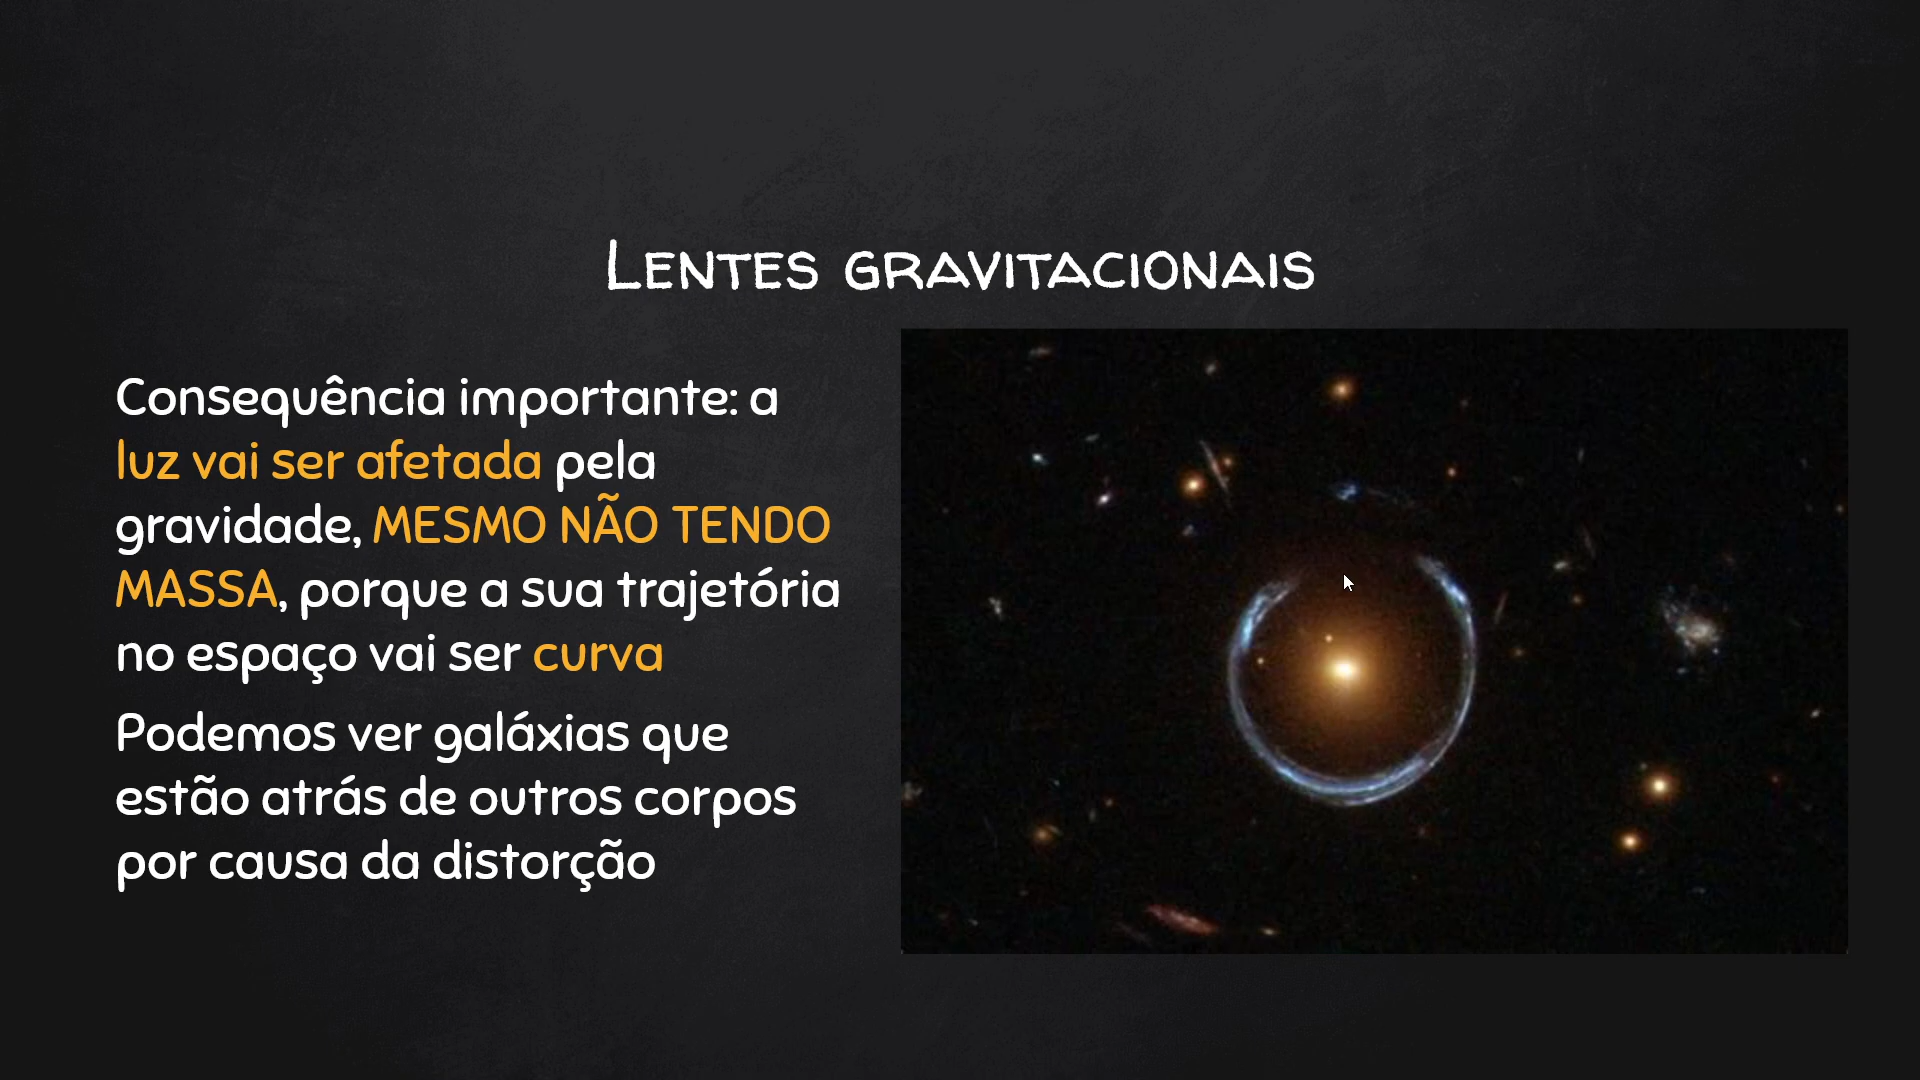 Lentes gravitacionais
Consequência importante: a
luz vai ser afetada pela
gravidade, MESMO NÃO TENDO
MASSA, porque a sua trajetória
no espaço vai ser curva
Podemos ver galáxias que
estão atrás de outros corpos
por causa da distorção